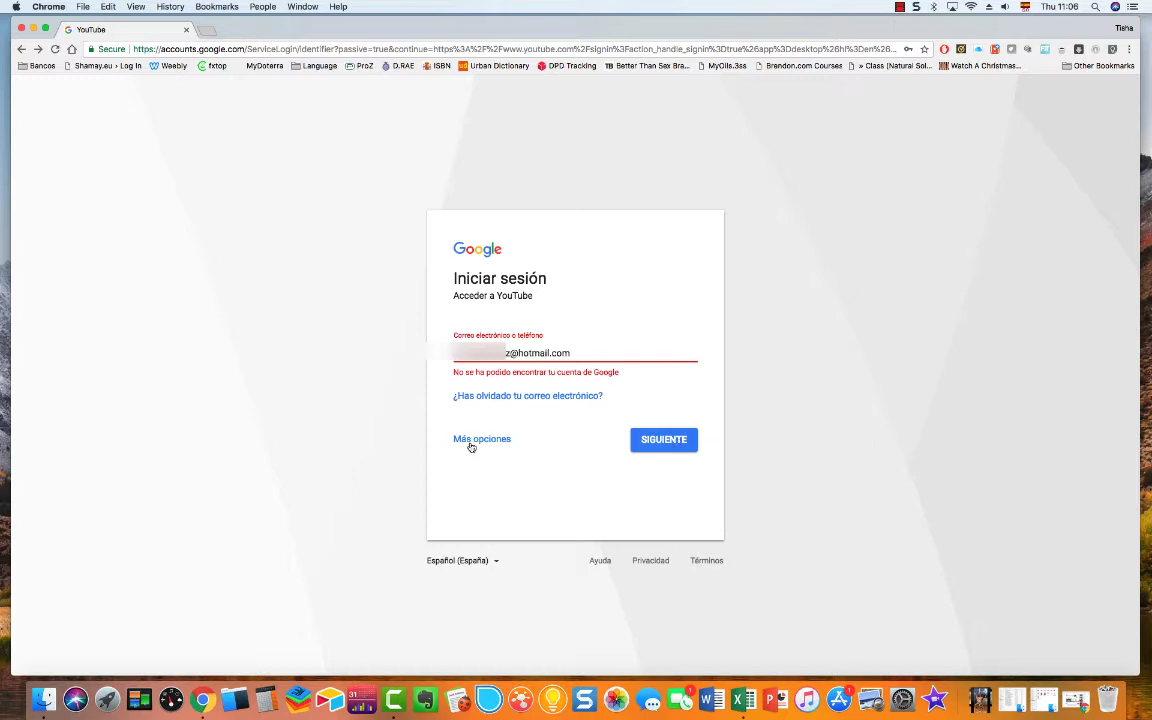 Chrome File Edit View History Bookmarks People Window Help
Thu 11:06
YouTube
Tisha
Secure https://accounts.google.com/ServiceLogin/identifier?passive=true&continue=https%3A%2F%2Fwww.youtube.com%2Fsignin%3Faction_handle_signin%3Dtrue%26app%3Ddesktop%26hl%3Den%26...
Bancos Shamay.eu › Log In Weebly fxtop MyDoterra Language ProZ D.RAE ISBN Urban Dictionary DPD Tracking Better Than Sex Bra... MyOils.3ss Brendon.com Courses » Class (Natural Sol... Watch A Christmas... Other Bookmarks
Google
Iniciar sesión
Acceder a YouTube
Correo electrónico o teléfono
z@hotmail.com
No se ha podido encontrar tu cuenta de Google
¿Has olvidado tu correo electrónico?
Más opciones
SIGUIENTE
Español (España)
Ayuda Privacidad Términos